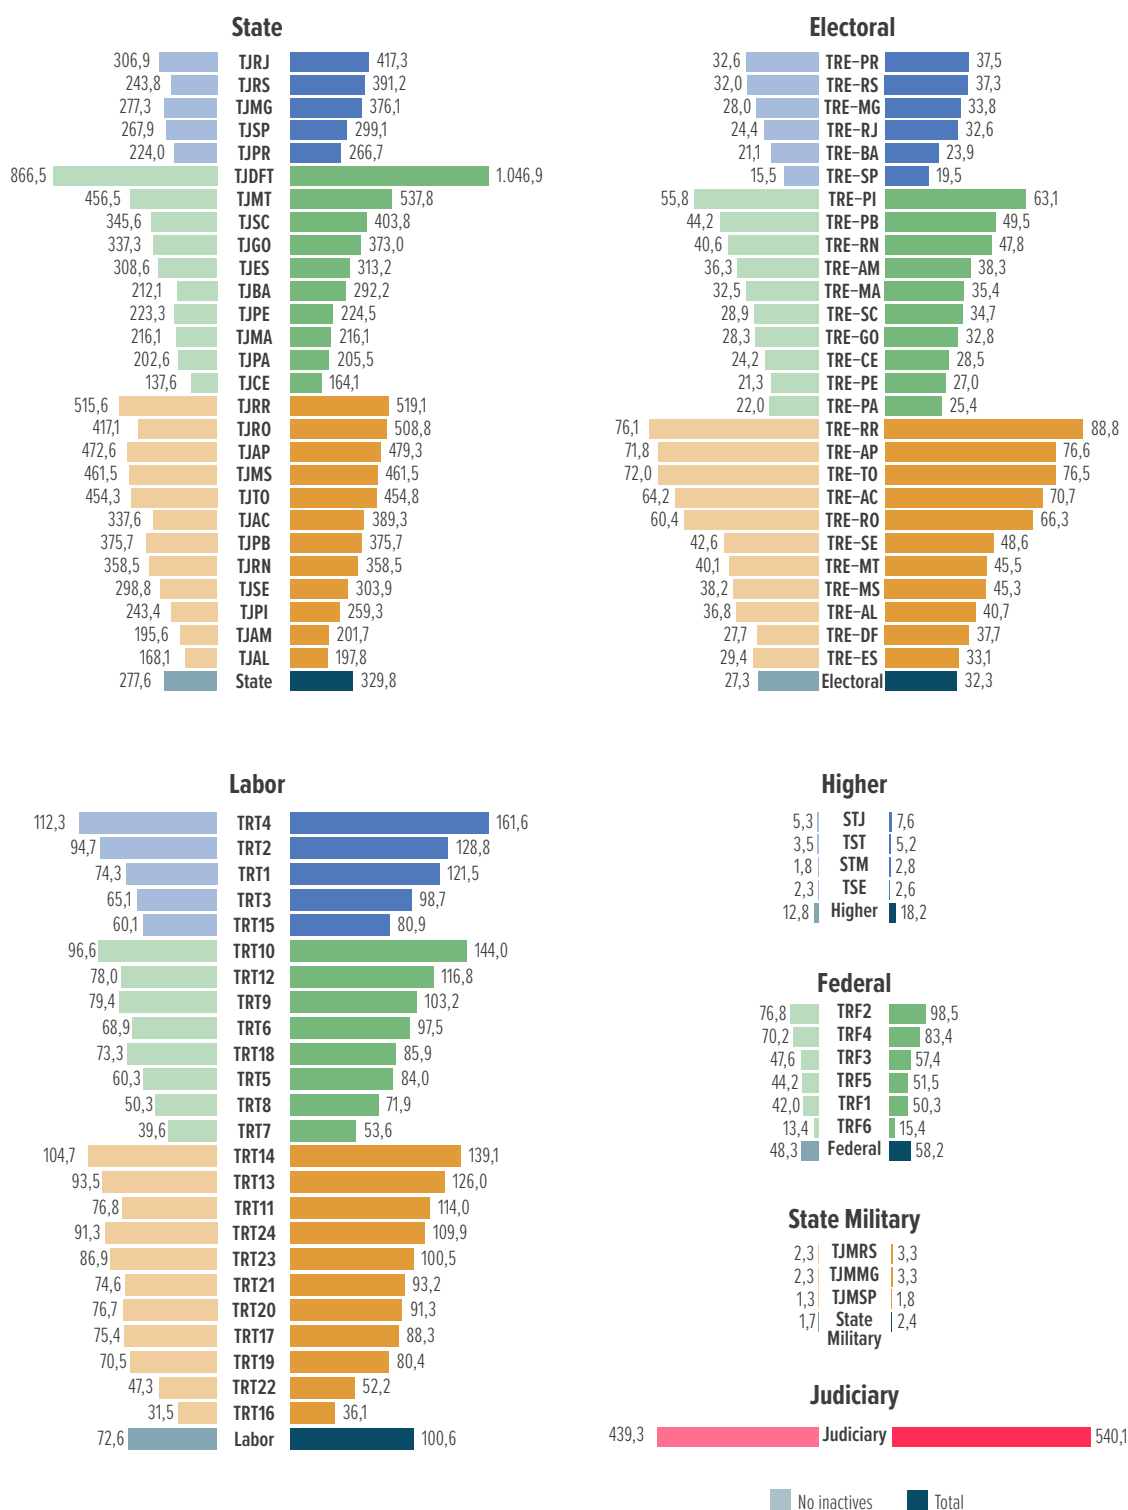 State
306,9 TJRJ 417,3
243,8 TJRS 391,2
277,3 TJMG 376,1
267,9 TJSP 299,1
224,0 TJPR 266,7
866,5 TJDFT 1.046,9
456,5 TJMT 537,8
345,6 TJSC 403,8
337,3 TJGO 373,0
308,6 TJES 313,2
212,1 TJBA 292,2
223,3 TJPE 224,5
216,1 TJMA 216,1
202,6 TJPA 205,5
137,6 TJCE 164,1
515,6 TJRR 519,1
417,1 TJRO 508,8
472,6 TJAP 479,3
461,5 TJMS 461,5
454,3 TJTO 454,8
337,6 TJAC 389,3
375,7 TJPB 375,7
358,5 TJRN 358,5
298,8 TJSE 303,9
243,4 TJPI 259,3
195,6 TJAM 201,7
168,1 TJAL 197,8
277,6 State 329,8
Electoral
32,6 TRE-PR 37,5
32,0 TRE-RS 37,3
28,0 TRE-MG 33,8
24,4 TRE-RJ 32,6
21,1 TRE-BA 23,9
15,5 TRE-SP 19,5
55,8 TRE-PI 63,1
44,2 TRE-PB 49,5
40,6 TRE-RN 47,8
36,3 TRE-AM 38,3
32,5 TRE-MA 35,4
28,9 TRE-SC 34,7
28,3 TRE-GO 32,8
24,2 TRE-CE 28,5
21,3 TRE-PE 27,0
22,0 TRE-PA 25,4
76,1 TRE-RR 88,8
71,8 TRE-AP 76,6
72,0 TRE-TO 76,5
64,2 TRE-AC 70,7
60,4 TRE-RO 66,3
42,6 TRE-SE 48,6
40,1 TRE-MT 45,5
38,2 TRE-MS 45,3
36,8 TRE-AL 40,7
27,7 TRE-DF 37,7
29,4 TRE-ES 33,1
27,3 Electoral 32,3
Labor
112,3 TRT4 161,6
94,7 TRT2 128,8
74,3 TRT1 121,5
65,1 TRT3 98,7
60,1 TRT15 80,9
96,6 TRT10 144,0
78,0 TRT12 116,8
79,4 TRT9 103,2
68,9 TRT6 97,5
73,3 TRT18 85,9
60,3 TRT5 84,0
50,3 TRT8 71,9
39,6 TRT7 53,6
104,7 TRT14 139,1
93,5 TRT13 126,0
76,8 TRT11 114,0
91,3 TRT24 109,9
86,9 TRT23 100,5
74,6 TRT21 93,2
76,7 TRT20 91,3
75,4 TRT17 88,3
70,5 TRT19 80,4
47,3 TRT22 52,2
31,5 TRT16 36,1
72,6 Labor 100,6
Higher
5,3 STJ 7,6
3,5 TST 5,2
1,8 STM 2,8
2,3 TSE 2,6
12,8 Higher 18,2
Federal
76,8 TRF2 98,5
70,2 TRF4 83,4
47,6 TRF3 57,4
44,2 TRF5 51,5
42,0 TRF1 50,3
13,4 TRF6 15,4
48,3 Federal 58,2
State Military
2,3 TJMRS 3,3
2,3 TJMMG 3,3
1,3 TJMSP 1,8
1,7 State 2,4
Military
Judiciary
439,3 Judiciary 540,1
No inactives Total